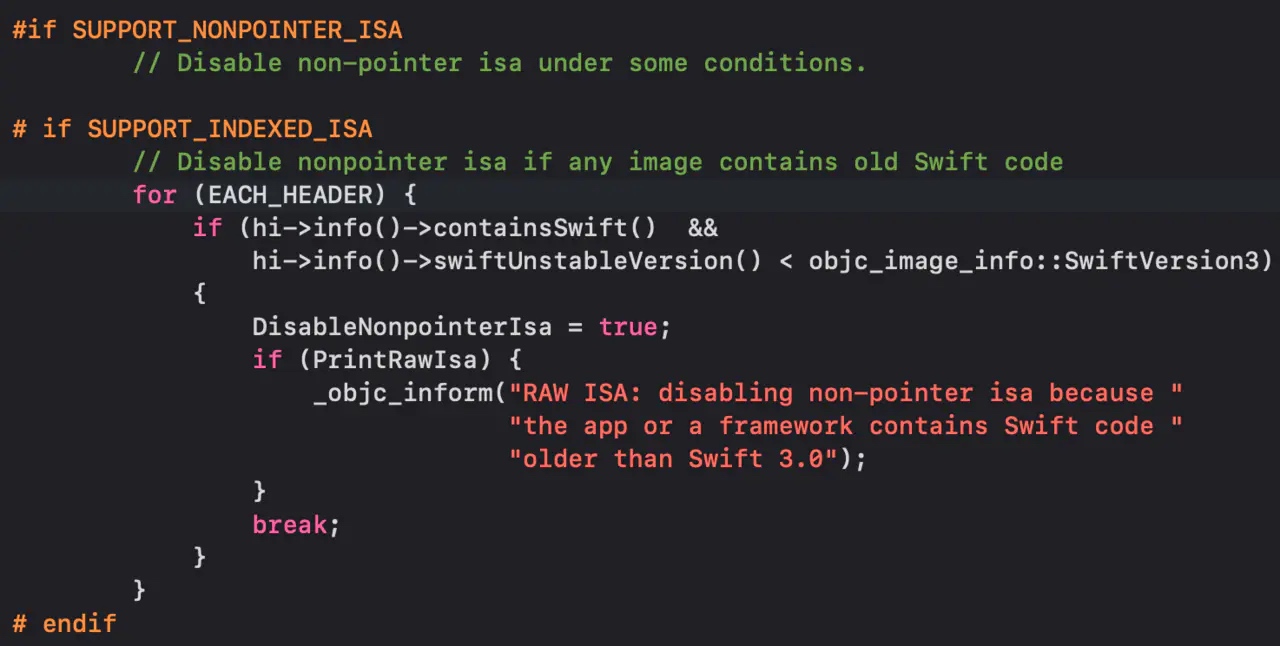 #if SUPPORT_NONPOINTER_ISA
        // Disable non-pointer isa under some conditions.

# if SUPPORT_INDEXED_ISA
        // Disable nonpointer isa if any image contains old Swift code
        for (EACH_HEADER) {
            if (hi->info()->containsSwift()  &&
                hi->info()->swiftUnstableVersion() < objc_image_info::SwiftVersion3)
            {
                DisableNonpointerIsa = true;
                if (PrintRawIsa) {
                    _objc_inform("RAW ISA: disabling non-pointer isa because "
                                 "the app or a framework contains Swift code "
                                 "older than Swift 3.0");
                }
                break;
            }
        }
# endif